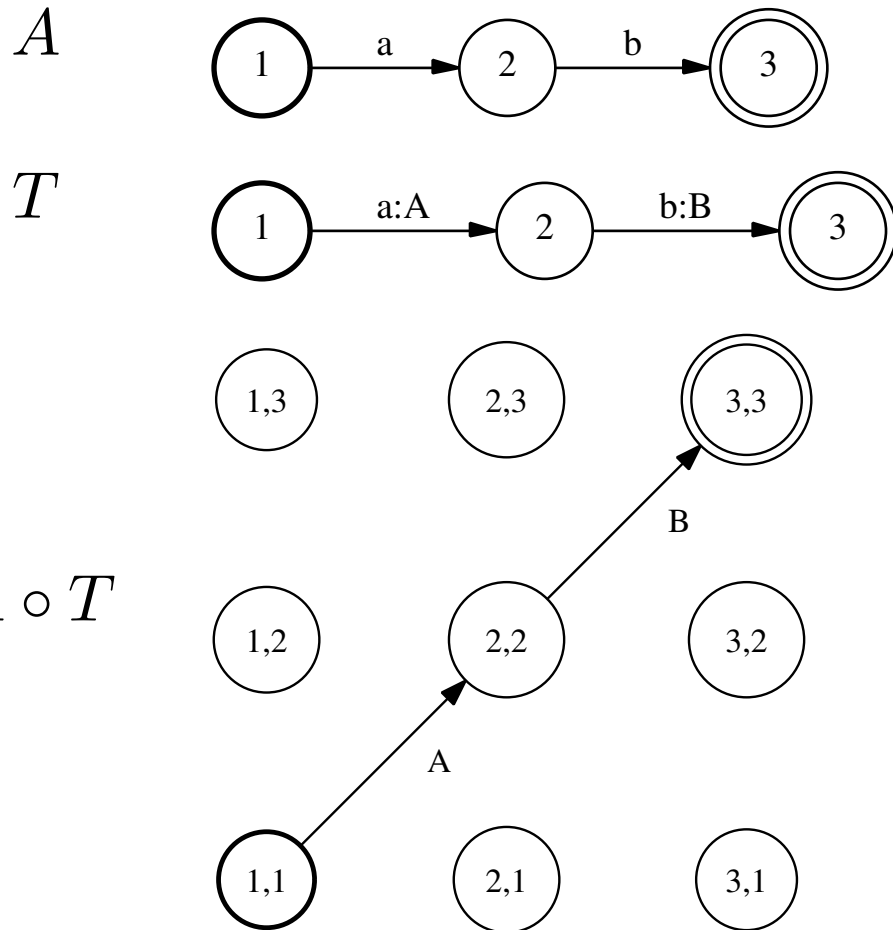 A
1 a 2 b 3
T
1 a:A 2 b:B 3
1,3 2,3 3,3
B
∘ T
1,2 2,2 3,2
A
1,1 2,1 3,1